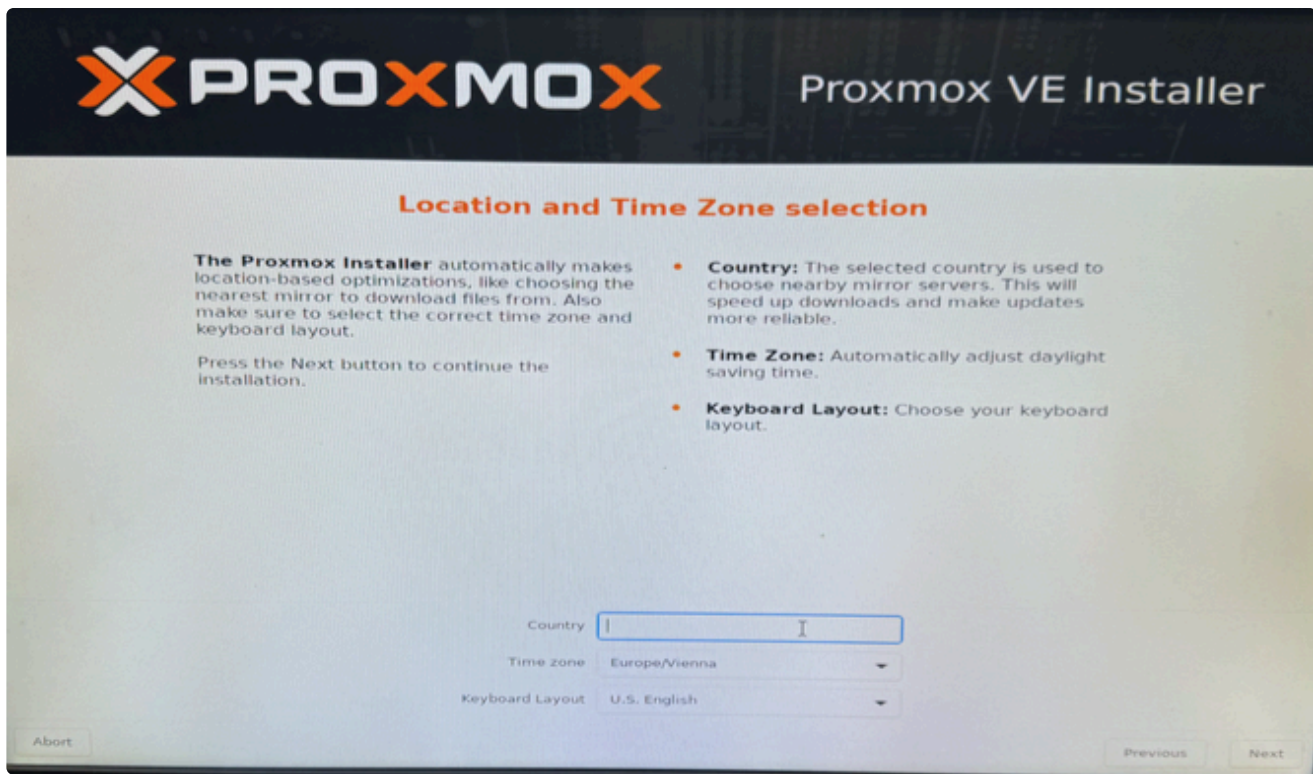 PROXMOX
Proxmox VE Installer
Location and Time Zone selection
The Proxmox Installer automatically makes
location-based optimizations, like choosing the
nearest mirror to download files from. Also
make sure to select the correct time zone and
keyboard layout.
Press the Next button to continue the
installation.
• Country: The selected country is used to
choose nearby mirror servers. This will
speed up downloads and make updates
more reliable.
• Time Zone: Automatically adjust daylight
saving time.
• Keyboard Layout: Choose your keyboard
layout.
Country
Time zone Europe/Vienna
Keyboard Layout U.S. English
Abort
Previous Next